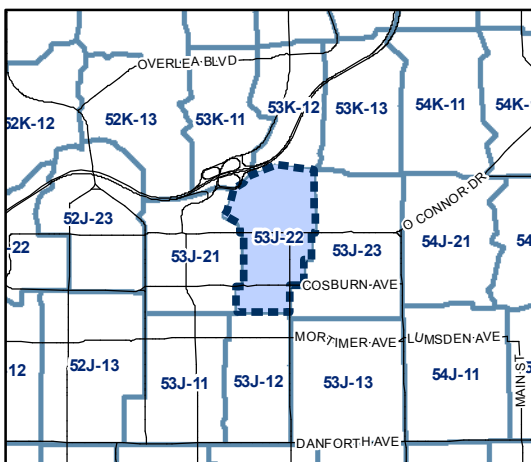 OVERLEA BLVD
52K-12
52K-13
53K-11
53K-12
53K-13
54K-11
54K-
52J-23
O CONNOR DR
-22
53J-21
53J-22
53J-23
54J-21
54
COSBURN AVE
MORTIMER AVE
LUMSDEN AVE
12
52J-13
53J-11
53J-12
53J-13
54J-11
MAIN ST
DANFORTH AVE